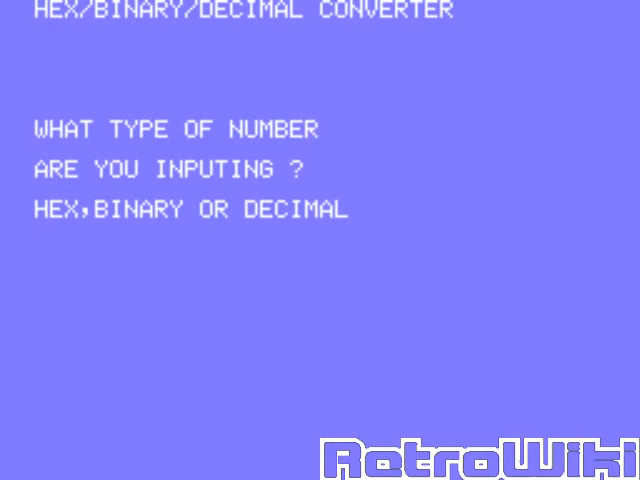 HEX/BINARY/DECIMAL CONVERTER
WHAT TYPE OF NUMBER
ARE YOU INPUTING ?
HEX,BINARY OR DECIMAL
RetroWiki